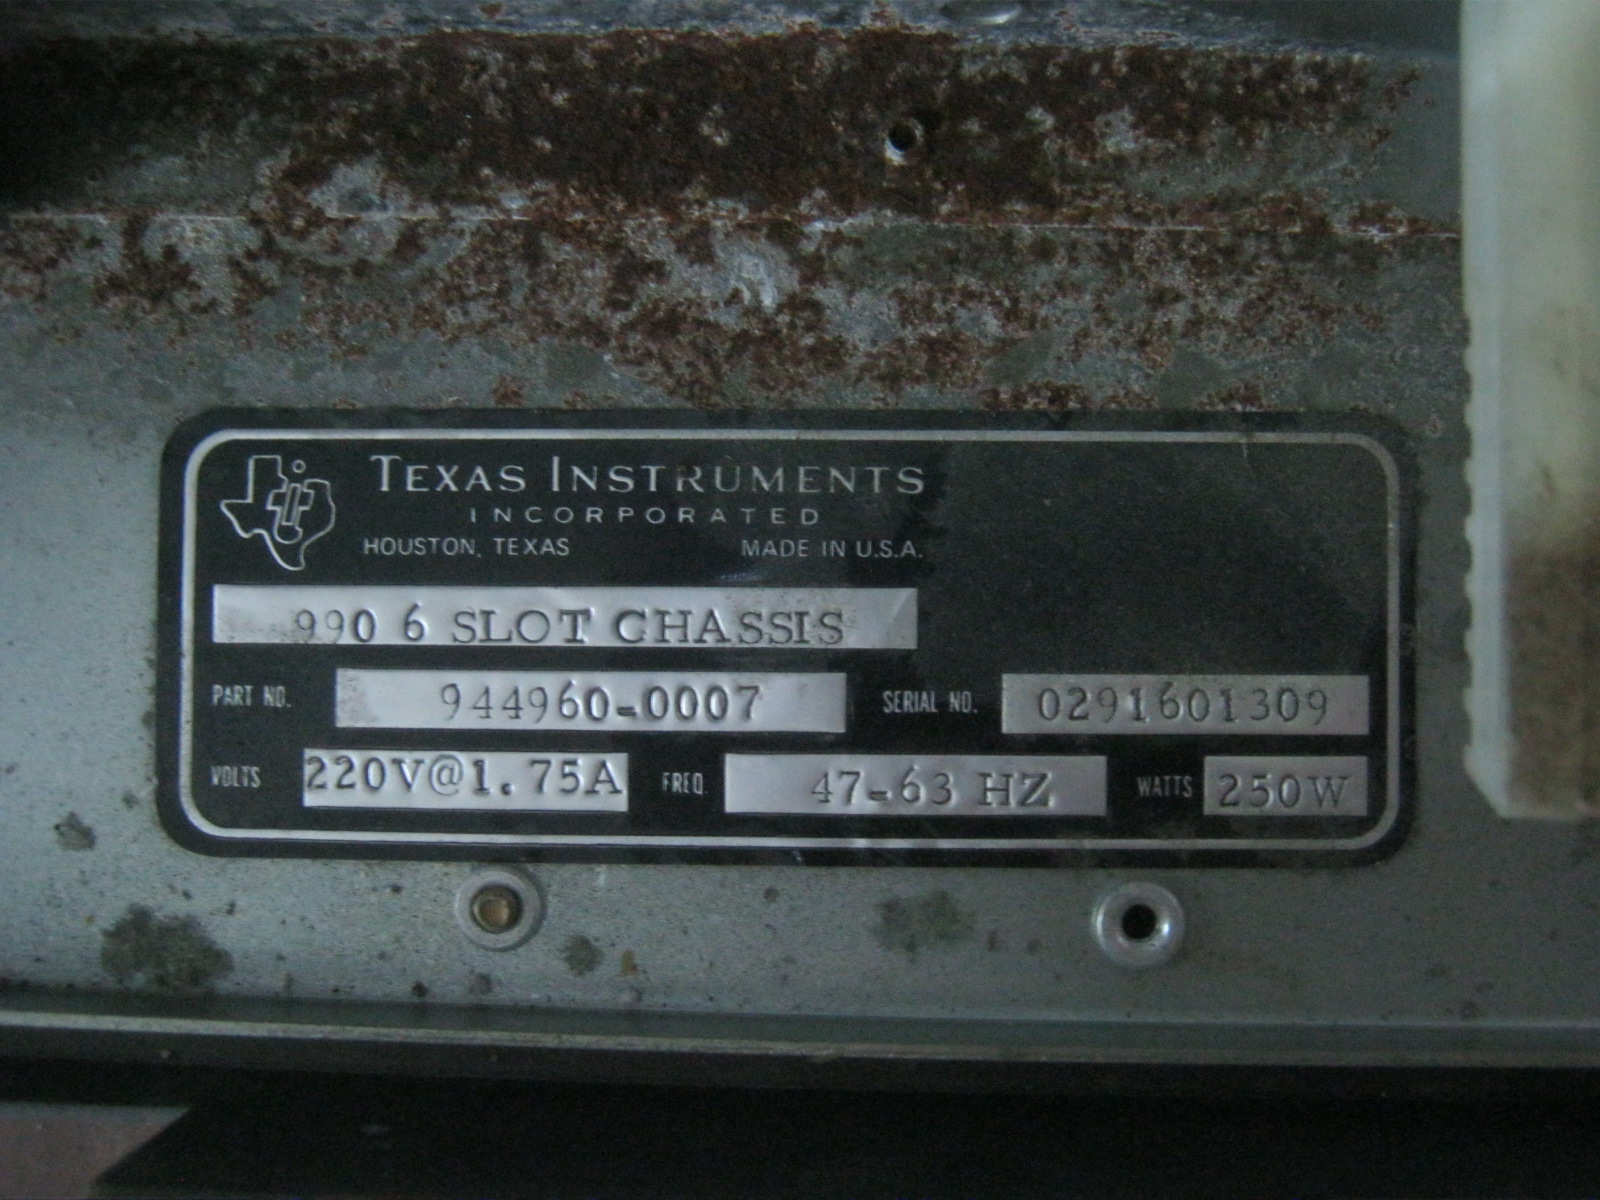 TEXAS INSTRUMENTS
INCORPORATED
HOUSTON, TEXAS MADE IN U.S.A.
990 6 SLOT CHASSIS
PART NO. 944960-0007 SERIAL NO. 0291601309
VOLTS 220V@1.75A FREQ 47-63 HZ WATTS 250W